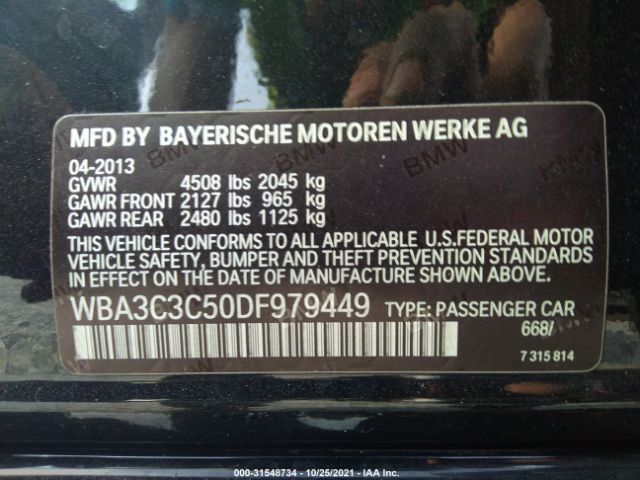 MFD BY BAYERISCHE MOTOREN WERKE AG
04-2013
GVWR 4508 lbs 2045 kg
GAWR FRONT 2127 lbs 965 kg
GAWR REAR 2480 lbs 1125 kg
THIS VEHICLE CONFORMS TO ALL APPLICABLE U.S.FEDERAL MOTOR
VEHICLE SAFETY, BUMPER AND THEFT PREVENTION STANDARDS
IN EFFECT ON THE DATE OF MANUFACTURE SHOWN ABOVE.
WBA3C3C50DF979449 TYPE: PASSENGER CAR
668/
7 315 814
000-31548734 - 10/25/2021 - IAA Inc.